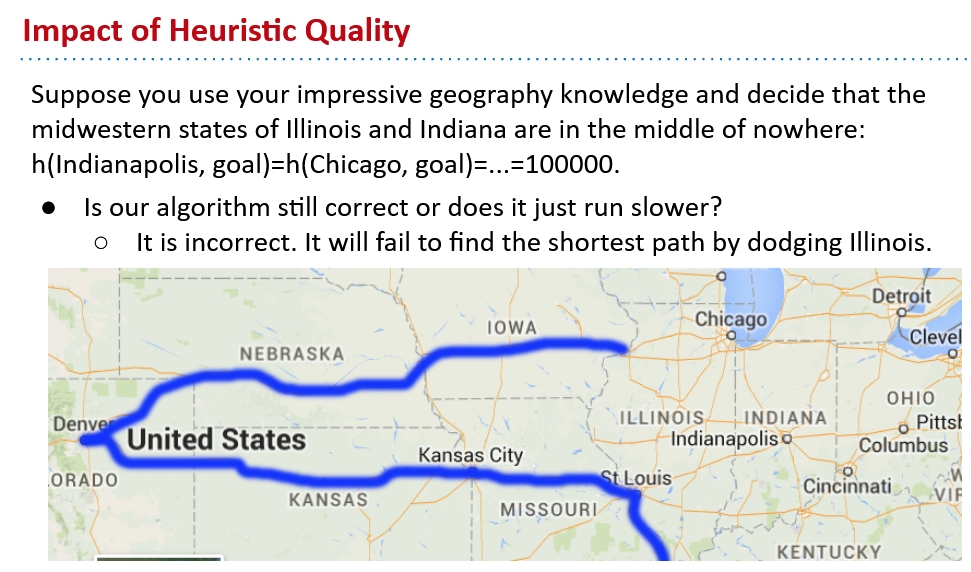 Impact of Heuristic Quality
Suppose you use your impressive geography knowledge and decide that the
midwestern states of Illinois and Indiana are in the middle of nowhere:
h(Indianapolis, goal)=h(Chicago, goal)=...=100000.
● Is our algorithm still correct or does it just run slower?
○ It is incorrect. It will fail to find the shortest path by dodging Illinois.
Detroit
Chicago
IOWA
Clevel
NEBRASKA
OHIO
Denver
ILLINOIS INDIANA
Pittsb
United States
Indianapolis
Columbus
Kansas City
ORADO
St Louis
Cincinnati
W
VIR
KANSAS
MISSOURI
KENTUCKY